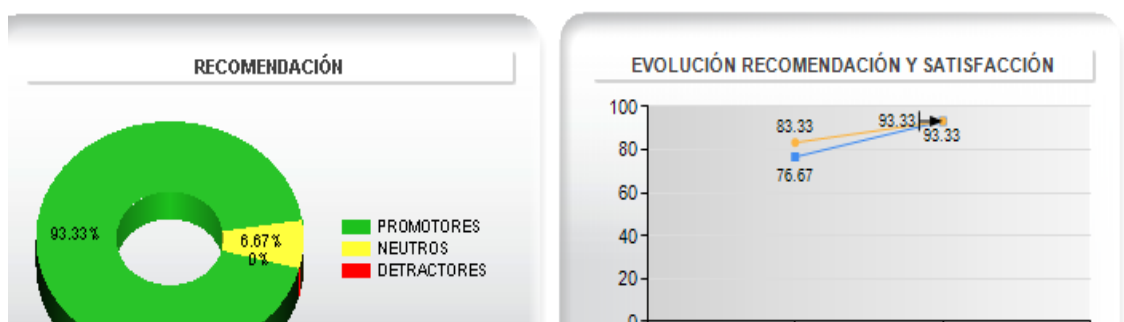 RECOMENDACIÓN
93.33%
6.67%
0%
PROMOTORES
NEUTROS
DETRACTORES
EVOLUCIÓN RECOMENDACIÓN Y SATISFACCIÓN
100
80
60
40
20
0
83.33
76.67
93.33
93.33